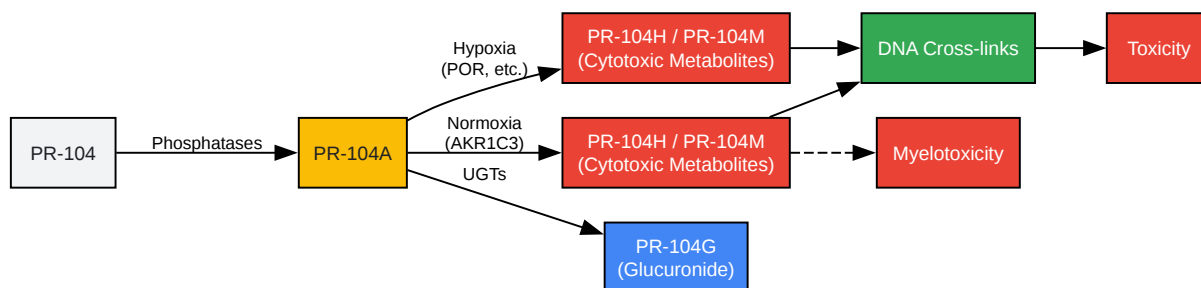 Hypoxia
(POR, etc.)
PR-104H / PR-104M
(Cytotoxic Metabolites)
DNA Cross-links
Toxicity
PR-104
Phosphatases
PR-104A
Normoxia
(AKR1C3)
PR-104H / PR-104M
(Cytotoxic Metabolites)
Myelotoxicity
UGTs
PR-104G
(Glucuronide)